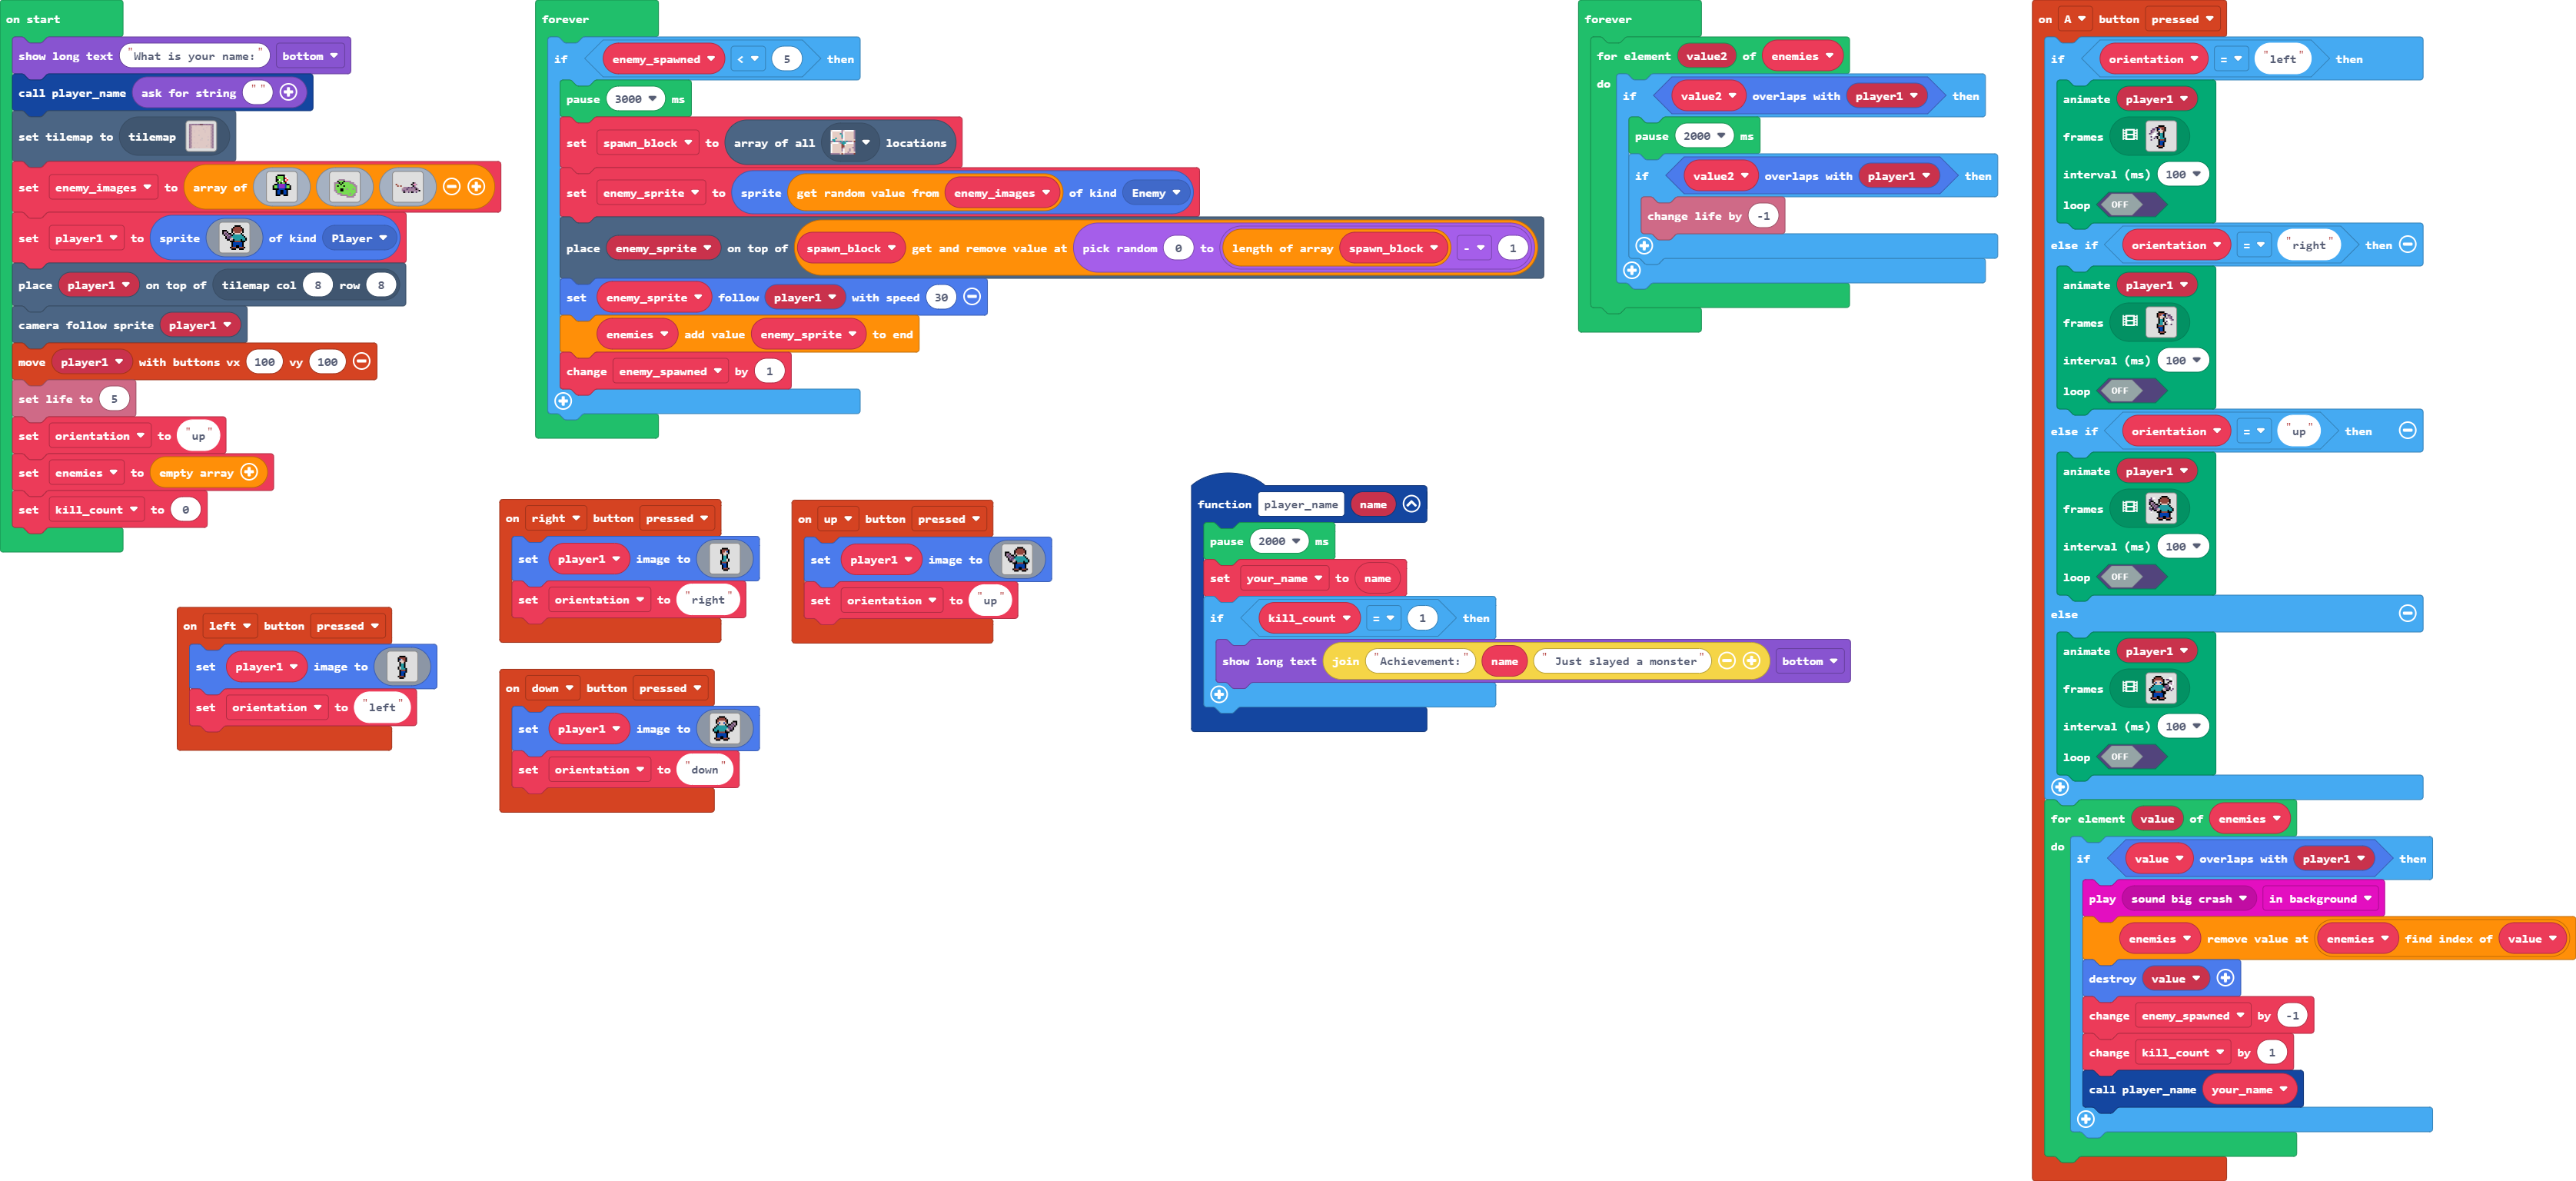 on start
show long text "What is your name:" bottom
call player_name ask for string " "
set tilemap to tilemap
set enemy_images to array of
set player1 to sprite of kind Player
place player1 on top of tilemap col 8 row 8
camera follow sprite player1
move player1 with buttons vx 100 vy 100
set life to 5
set orientation to "up"
set enemies to empty array
set kill_count to 0
forever
if enemy_spawned < 5 then
pause 3000 ms
set spawn_block to array of all locations
set enemy_sprite to sprite get random value from enemy_images of kind Enemy
place enemy_sprite on top of spawn_block get and remove value at pick random 0 to length of array spawn_block - 1
set enemy_sprite follow player1 with speed 30
enemies add value enemy_sprite to end
change enemy_spawned by 1
on left button pressed
set player1 image to
set orientation to "left"
on right button pressed
set player1 image to
set orientation to "right"
on up button pressed
set player1 image to
set orientation to "up"
on down button pressed
set player1 image to
set orientation to "down"
function player_name name
pause 2000 ms
set your_name to name
if kill_count = 1 then
show long text join "Achievement:" name " Just slayed a monster" bottom
forever
for element value2 of enemies
do if value2 overlaps with player1 then
pause 2000 ms
if value2 overlaps with player1 then
change life by -1
on A button pressed
if orientation = "left" then
animate player1
frames
interval (ms) 100
loop OFF
else if orientation = "right" then
animate player1
frames
interval (ms) 100
loop OFF
else if orientation = "up" then
animate player1
frames
interval (ms) 100
loop OFF
else
animate player1
frames
interval (ms) 100
loop OFF
for element value of enemies
do if value overlaps with player1 then
play sound big crash in background
enemies remove value at enemies find index of value
destroy value
change enemy_spawned by -1
change kill_count by 1
call player_name your_name